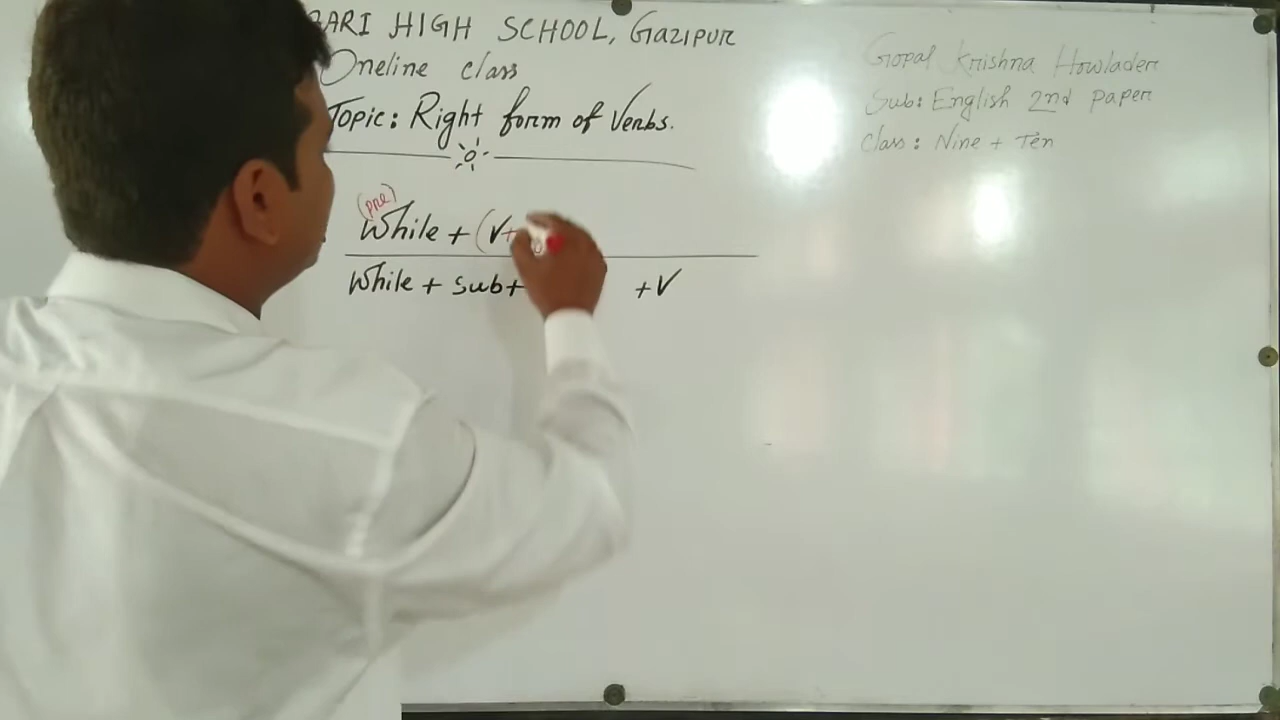 HIGH SCHOOL, Gazipur
Oneline class
Topic: Right form of Verbs.
Gopal Krishna Howlader
Sub: English 2nd paper
Class: Nine + Ten
(pre)
While + (V+
While + Sub+ +V